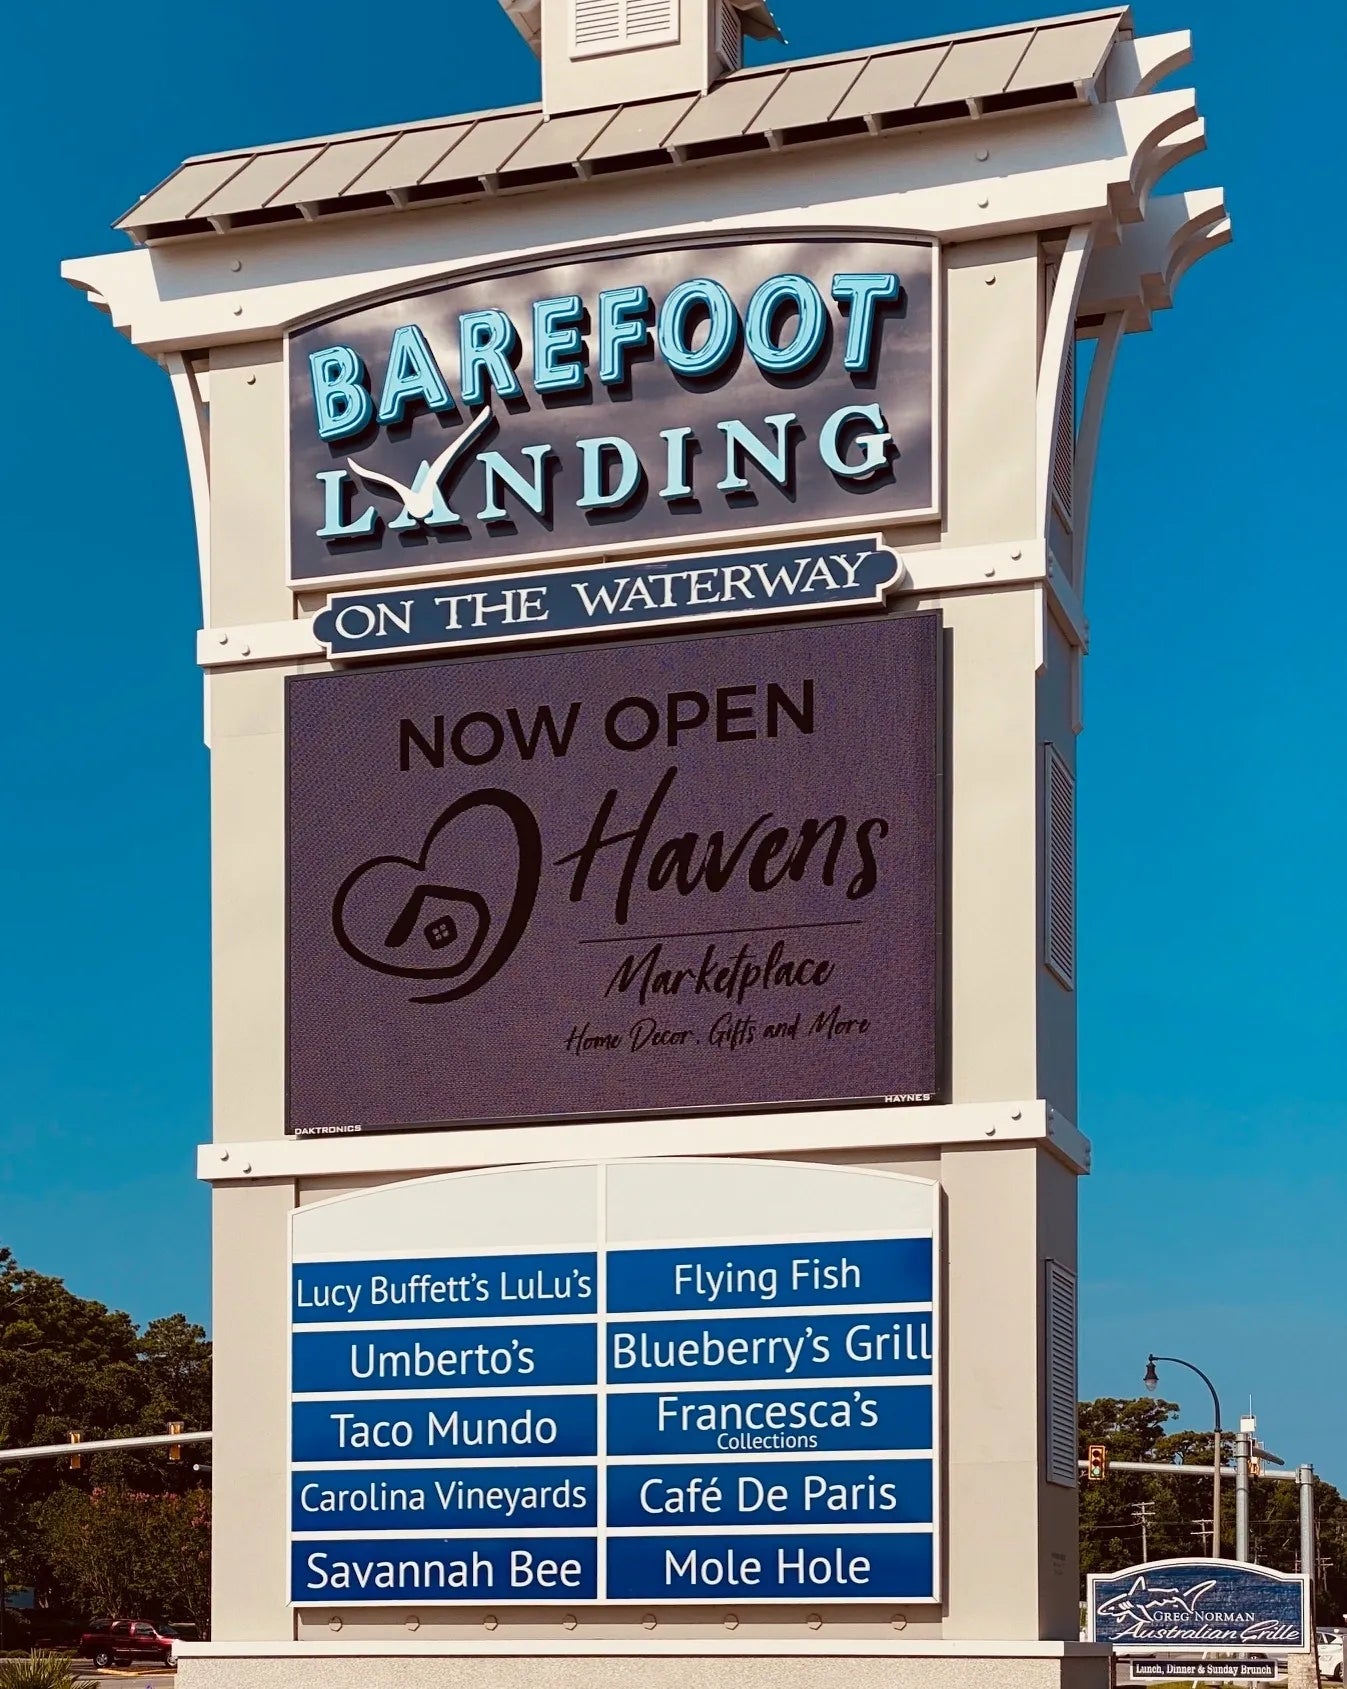 BAREFOOT
LANDING
ON THE WATERWAY
NOW OPEN
Havens
Marketplace
Home Decor, Gifts and More
DAKTRONICS
HAYNES
Lucy Buffett's LuLu's
Umberto's
Taco Mundo
Carolina Vineyards
Savannah Bee
Flying Fish
Blueberry's Grill
Francesca's
Collections
Café De Paris
Mole Hole
GREG NORMAN
Australian Grille
Lunch, Dinner & Sunday Brunch